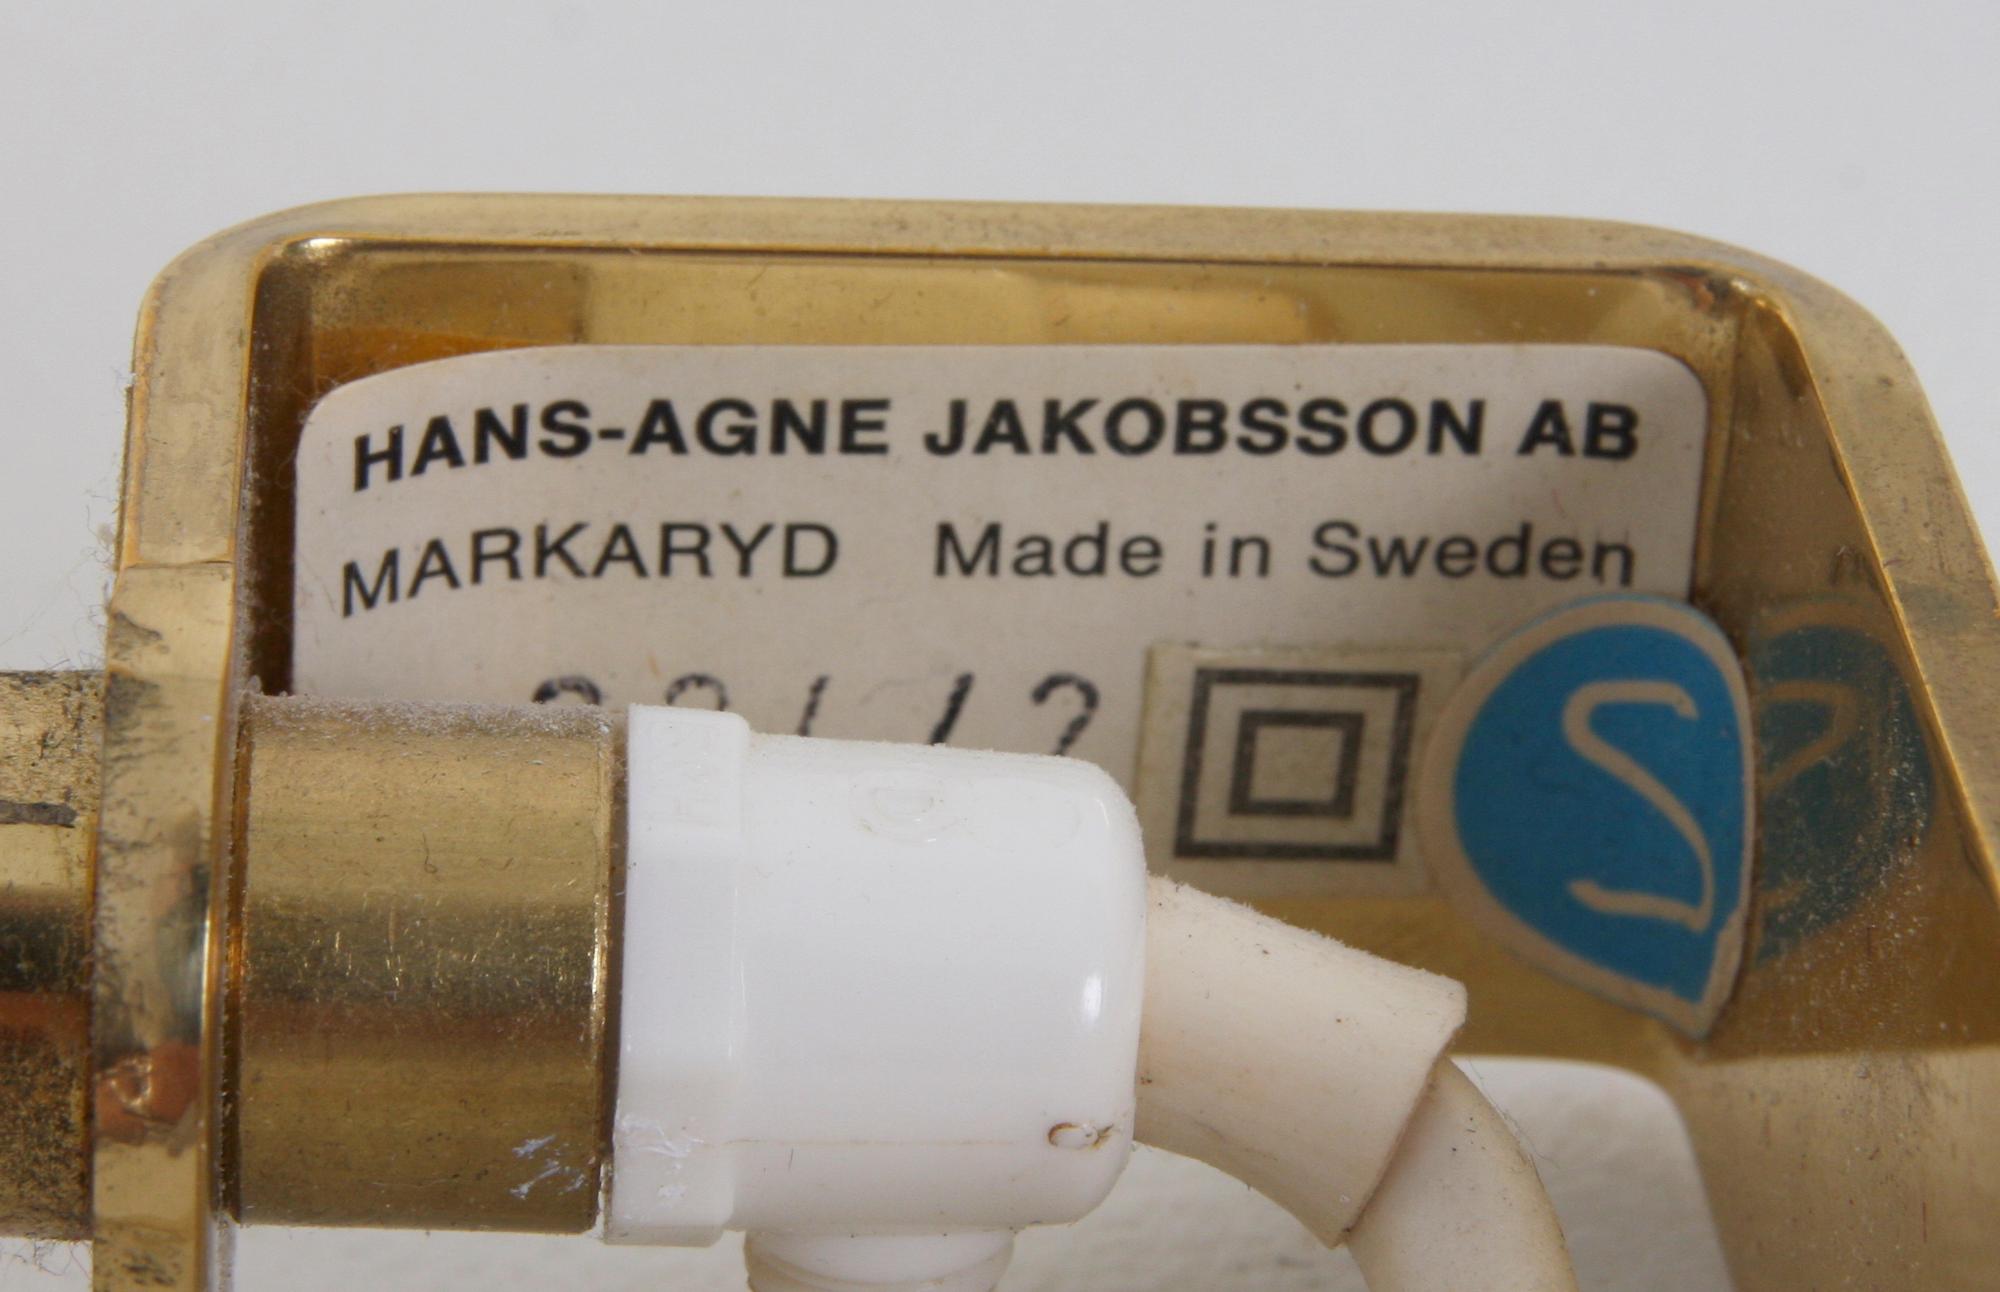 HANS-AGNE JAKOBSSON AB
MARKARYD Made in Sweden
S